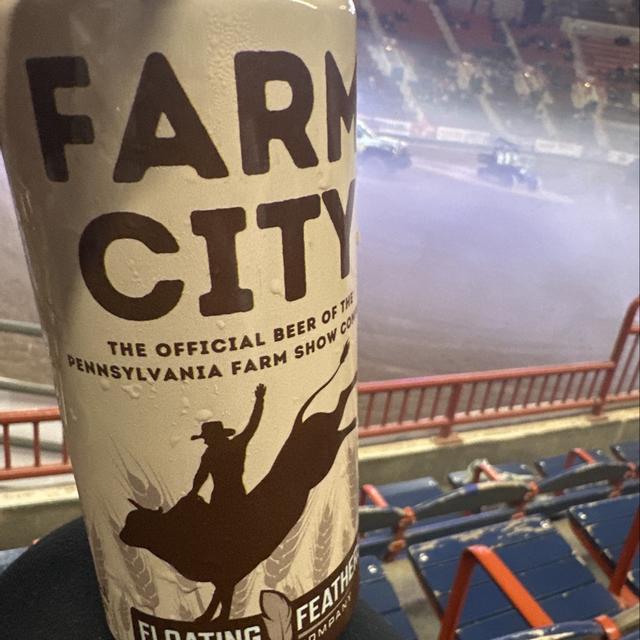 FARM
CITY
THE OFFICIAL BEER OF THE
PENNSYLVANIA FARM SHOW
FLOATING
FEATHER